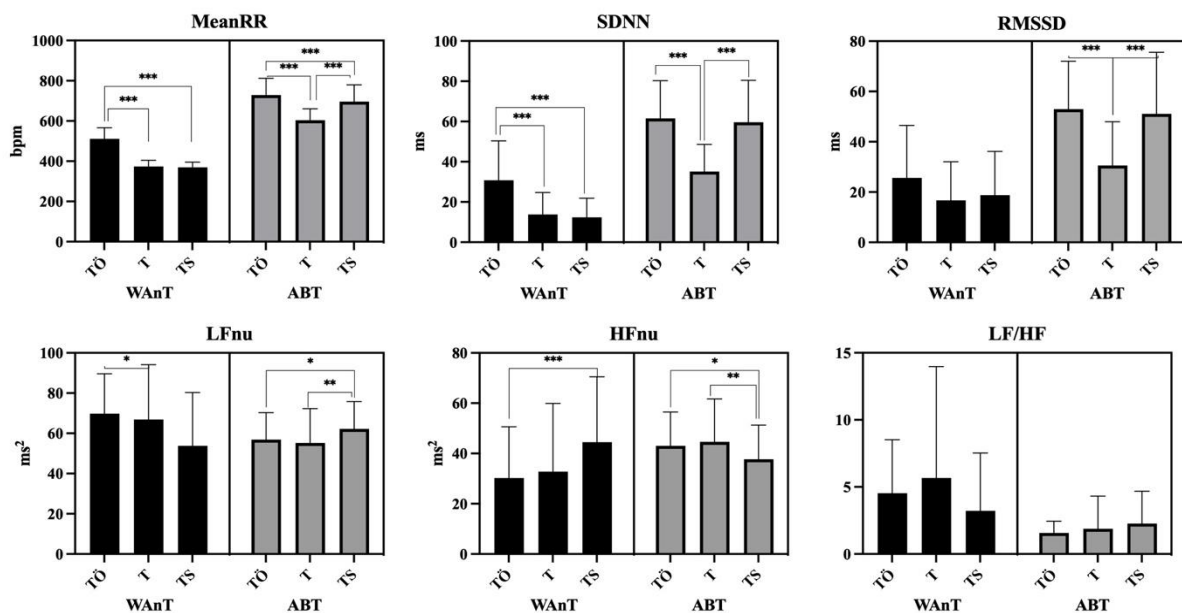 MeanRR
1000
800
600
400
200
0
bpm
***
***
***
***
***
TÖ T TS TÖ T TS
WAnT ABT
SDNN
100
80
60
40
20
0
ms
***
***
***
***
TÖ T TS TÖ T TS
WAnT ABT
RMSSD
80
60
40
20
0
ms
***
***
TÖ T TS TÖ T TS
WAnT ABT
LFnu
100
80
60
40
20
0
ms²
*
*
**
TÖ T TS TÖ T TS
WAnT ABT
HFnu
80
60
40
20
0
ms²
***
*
**
TÖ T TS TÖ T TS
WAnT ABT
LF/HF
15
10
5
0
TÖ T TS TÖ T TS
WAnT ABT